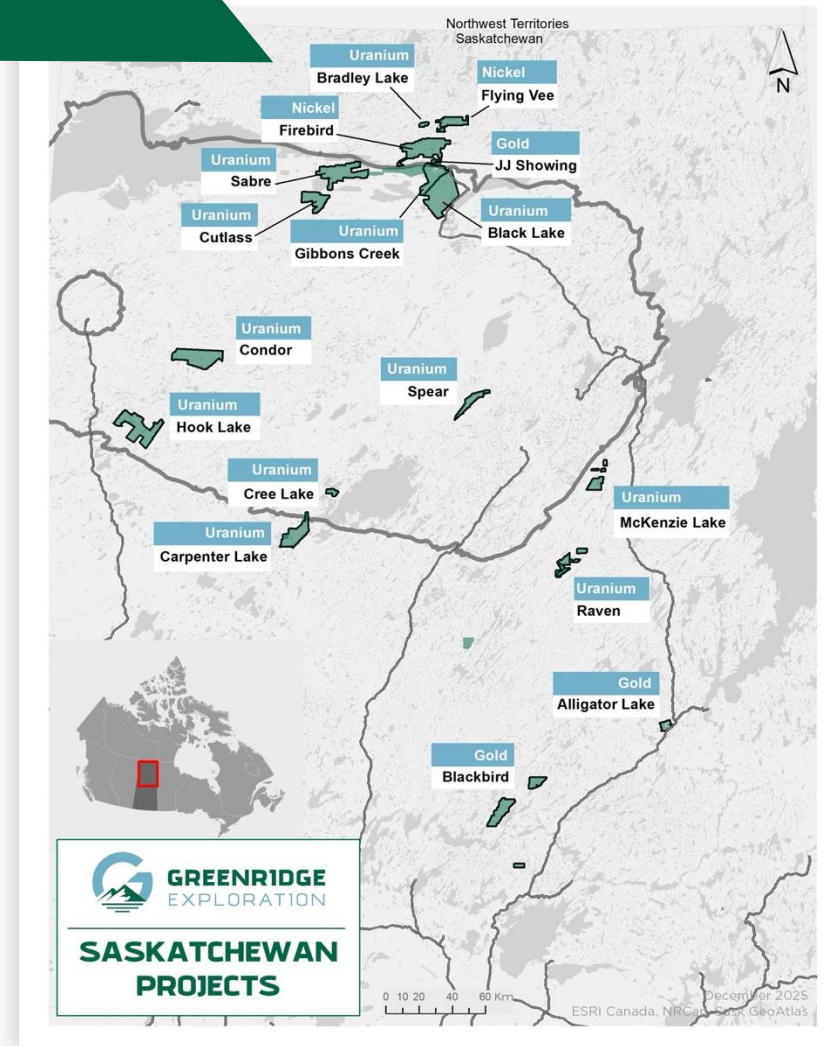 Northwest Territories
Saskatchewan
N
Uranium
Bradley Lake
Nickel
Flying Vee
Nickel
Firebird
Gold
JJ Showing
Uranium
Sabre
Uranium
Cutlass
Uranium
Gibbons Creek
Uranium
Black Lake
Uranium
Condor
Uranium
Spear
Uranium
Hook Lake
Uranium
Cree Lake
Uranium
McKenzie Lake
Uranium
Carpenter Lake
Uranium
Raven
Gold
Alligator Lake
Gold
Blackbird
GREENRIDGE
EXPLORATION
SASKATCHEWAN
PROJECTS
0 10 20 40 60 Km
December 2025
ESRI Canada, NRCan, Sask GeoAtlas